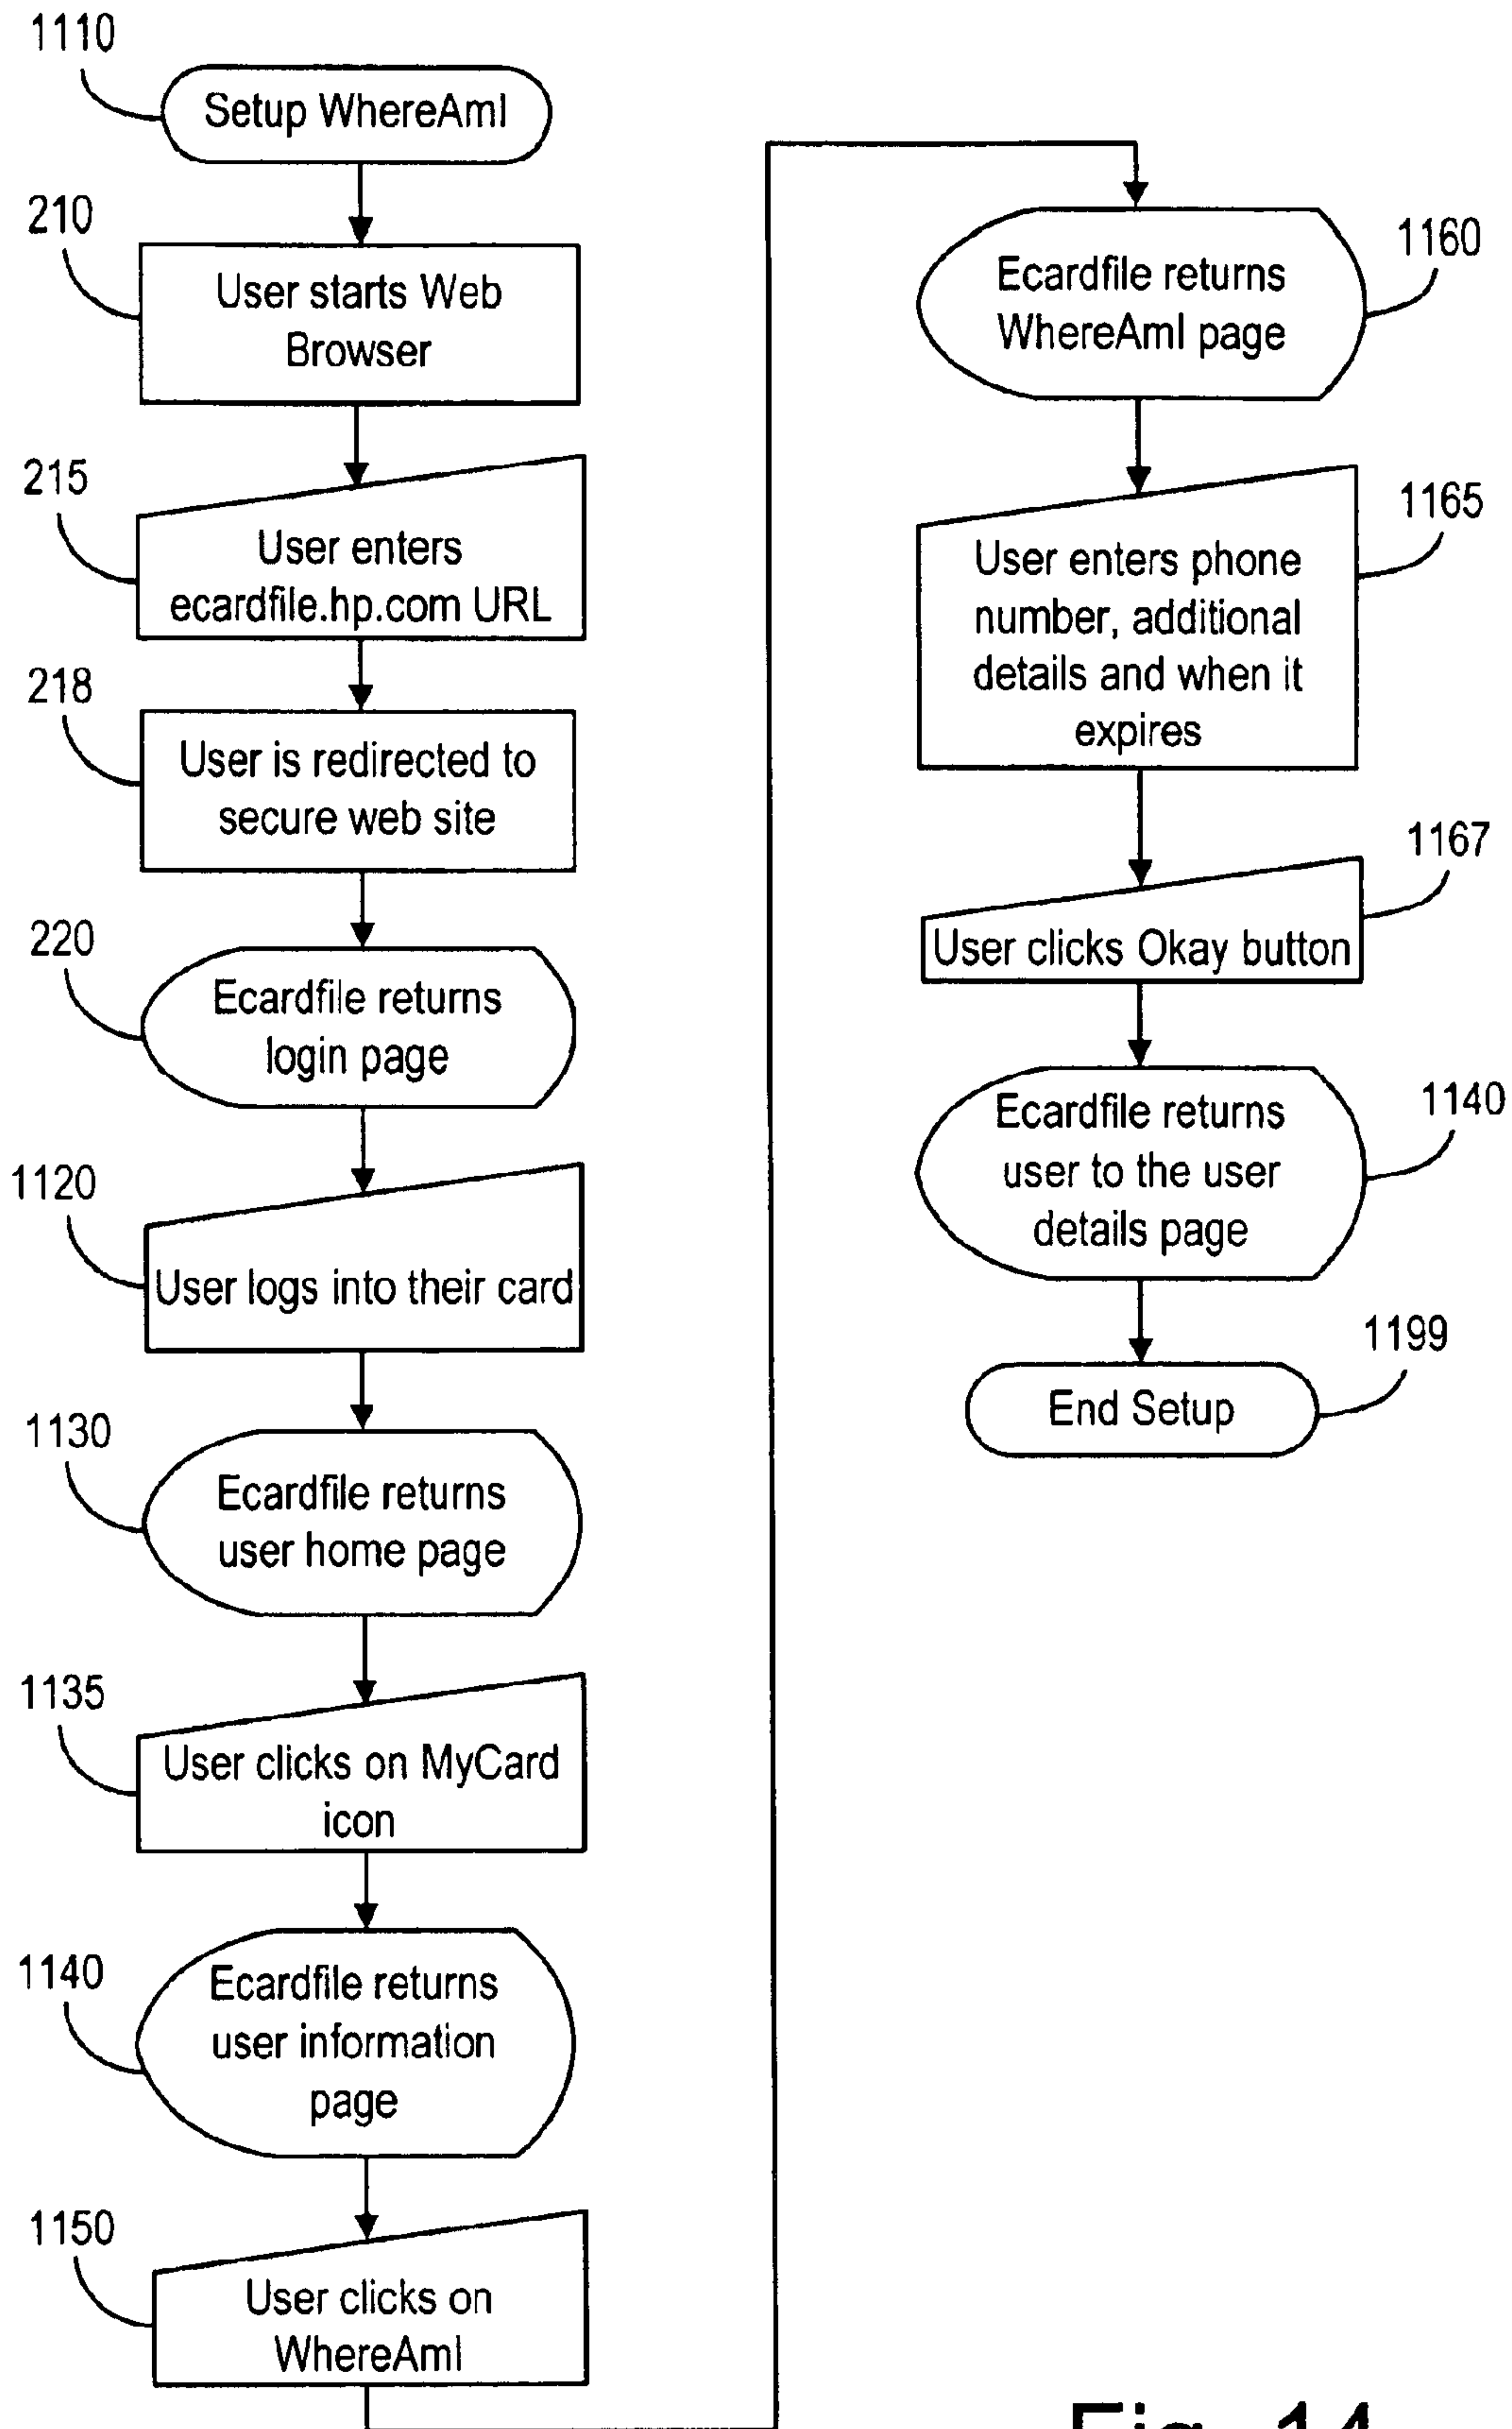 1110
Setup WhereAmI
210
User starts Web
Browser
215
User enters
ecardfile.hp.com URL
218
User is redirected to
secure web site
220
Ecardfile returns
login page
1120
User logs into their card
1130
Ecardfile returns
user home page
1135
User clicks on MyCard
icon
1140
Ecardfile returns
user information
page
1150
User clicks on
WhereAmI
Ecardfile returns
WhereAmI page
1160
User enters phone
number, additional
details and when it
expires
1165
User clicks Okay button
1167
Ecardfile returns
user to the user
details page
1140
End Setup
1199
Fig. 14